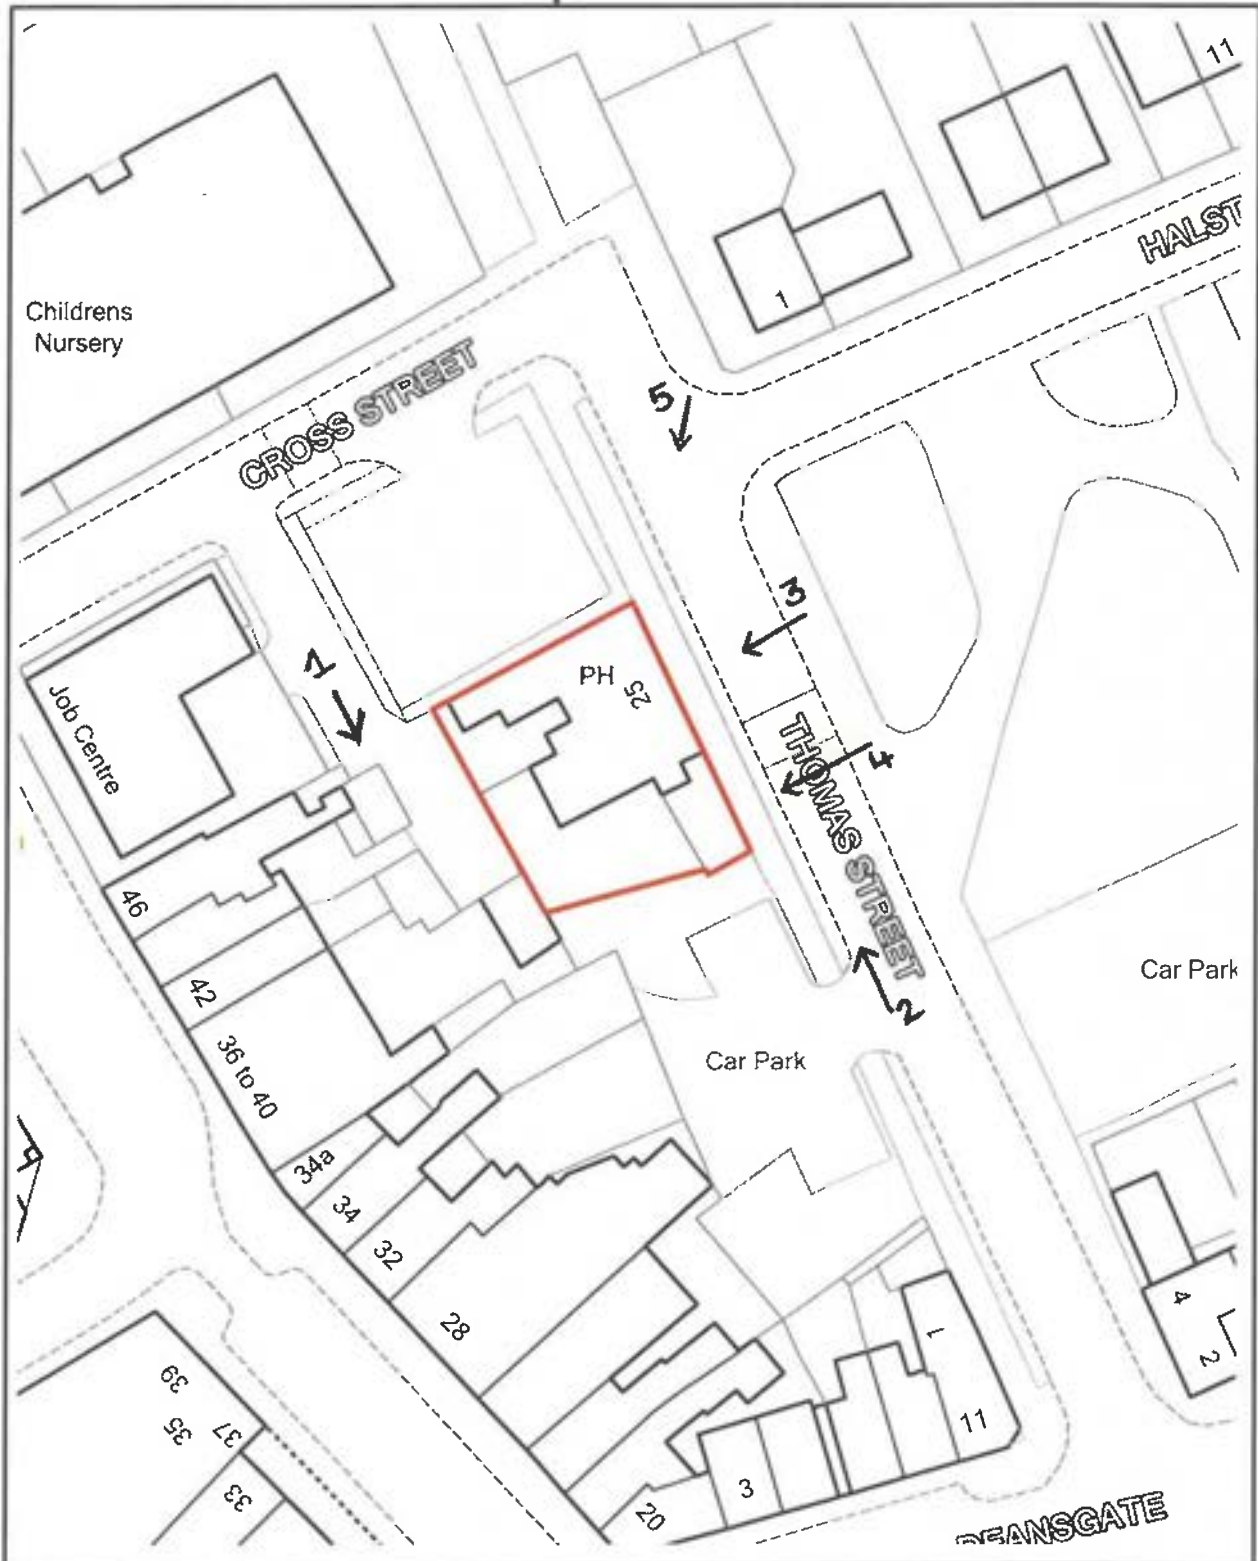 11
HALST
1
Childrens
Nursery
CROSS STREET
5
3
PH
25
1
Job Centre
THOMAS STREET
4
46
42
Car Park
2
36 to 40
Car Park
34a
34
32
28
4
2
1
39
35
37
33
11
3
20
DEANSGATE